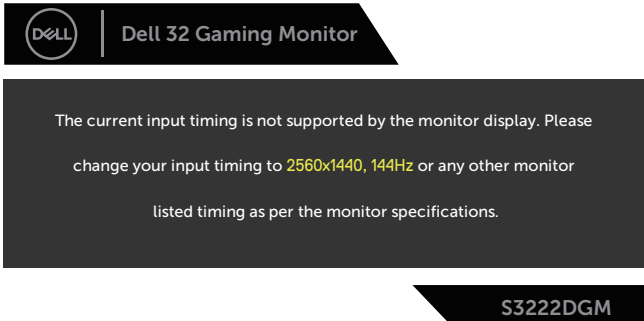 DELL
Dell 32 Gaming Monitor
The current input timing is not supported by the monitor display. Please
change your input timing to 2560x1440, 144Hz or any other monitor
listed timing as per the monitor specifications.
S3222DGM